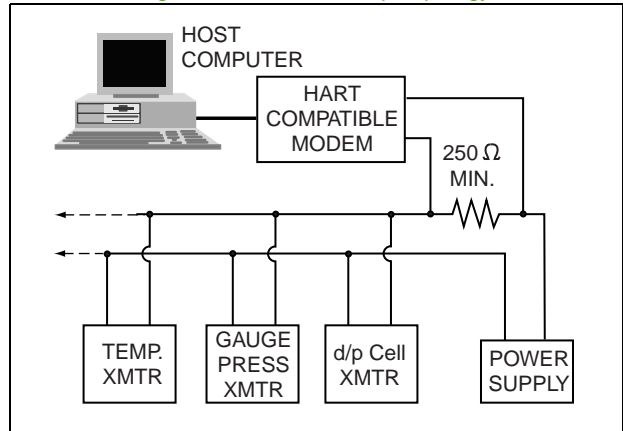 HOST
COMPUTER
HART
COMPATIBLE
MODEM
250 Ω
MIN.
TEMP.
XMTR
GAUGE
PRESS
XMTR
d/p Cell
XMTR
POWER
SUPPLY